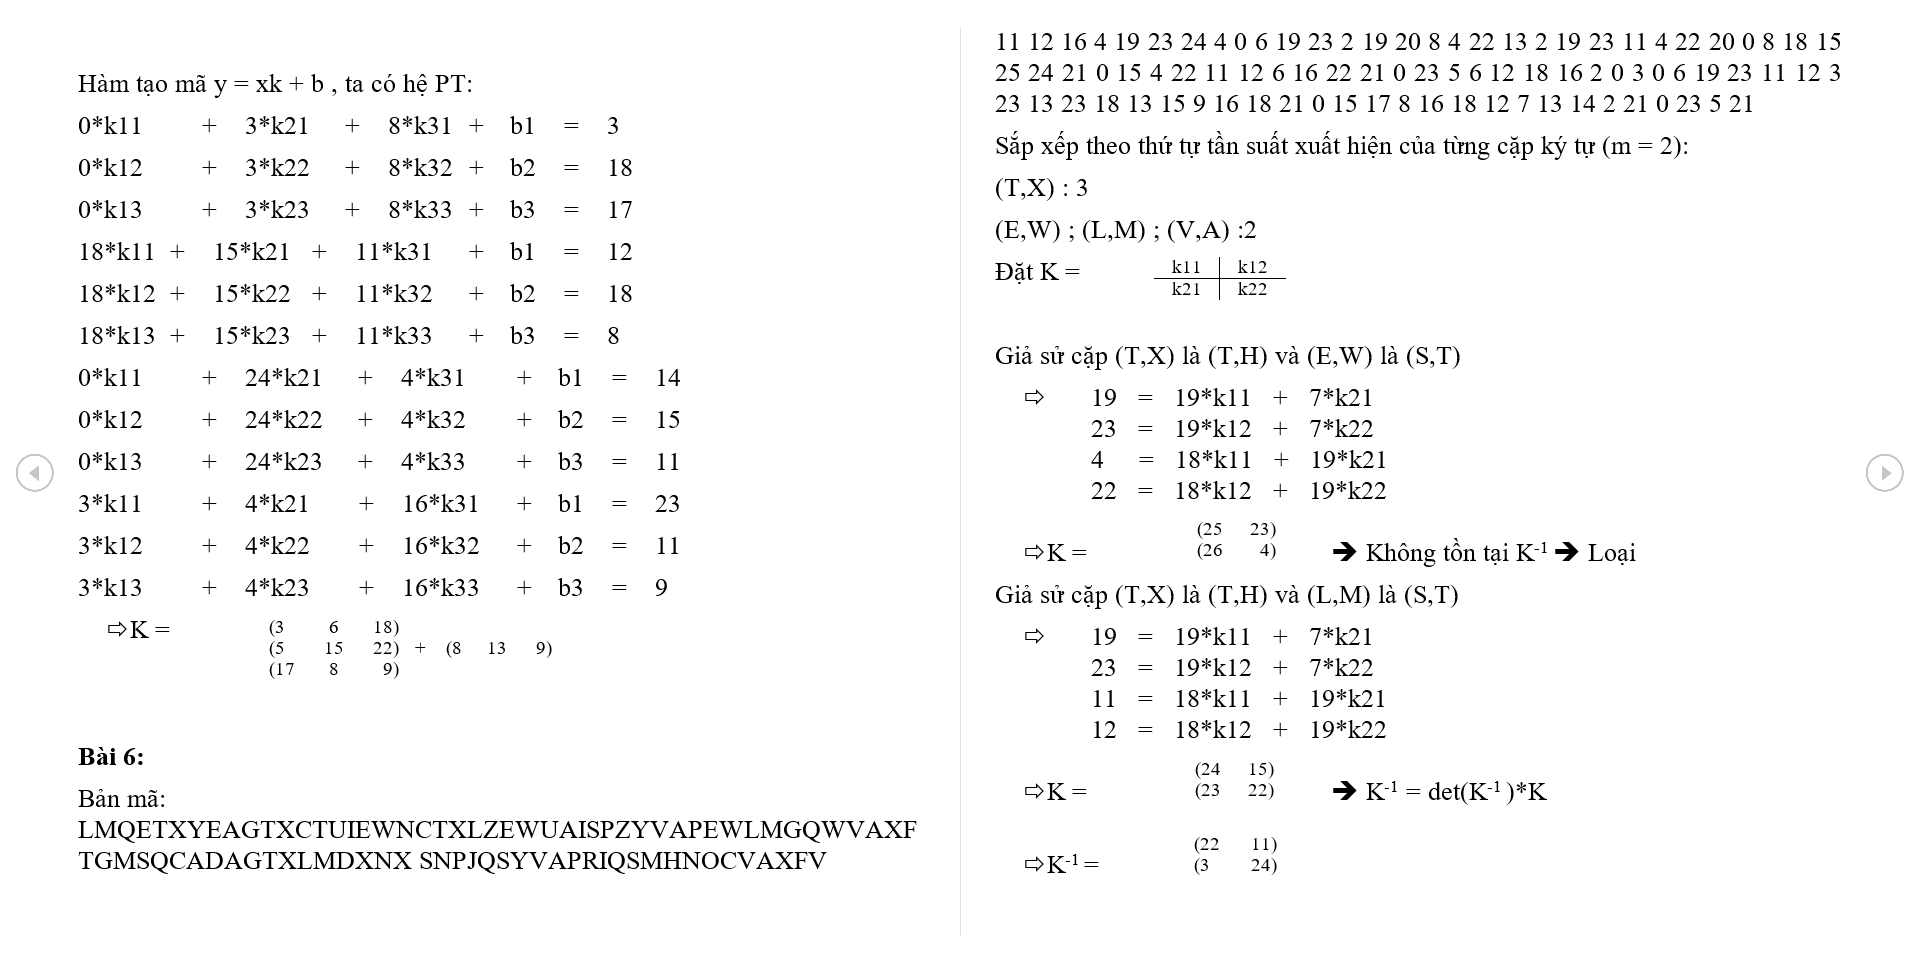 Hàm tạo mã y = xk + b , ta có hệ PT:
0*k11 + 3*k21 + 8*k31 + b1 = 3
0*k12 + 3*k22 + 8*k32 + b2 = 18
0*k13 + 3*k23 + 8*k33 + b3 = 17
18*k11 + 15*k21 + 11*k31 + b1 = 12
18*k12 + 15*k22 + 11*k32 + b2 = 18
18*k13 + 15*k23 + 11*k33 + b3 = 8
0*k11 + 24*k21 + 4*k31 + b1 = 14
0*k12 + 24*k22 + 4*k32 + b2 = 15
0*k13 + 24*k23 + 4*k33 + b3 = 11
3*k11 + 4*k21 + 16*k31 + b1 = 23
3*k12 + 4*k22 + 16*k32 + b2 = 11
3*k13 + 4*k23 + 16*k33 + b3 = 9
(3 6 18)
⇨K = (5 15 22) + (8 13 9)
(17 8 9)
Bài 6:
Bản mã:
LMQETXYEAGTXCTUIEWNCTXLZEWUAISPZYVAPEWLMGQWVAXF
TGMSQCADAGTXLMDXNX SNPJQSYVAPRIQSMHNOCVAXFV
11 12 16 4 19 23 24 4 0 6 19 23 2 19 20 8 4 22 13 2 19 23 11 4 22 20 0 8 18 15
25 24 21 0 15 4 22 11 12 6 16 22 21 0 23 5 6 12 18 16 2 0 3 0 6 19 23 11 12 3
23 13 23 18 13 15 9 16 18 21 0 15 17 8 16 18 12 7 13 14 2 21 0 23 5 21
Sắp xếp theo thứ tự tần suất xuất hiện của từng cặp ký tự (m = 2):
(T,X) : 3
(E,W) ; (L,M) ; (V,A) :2
Đặt K = k11 k12
k21 k22
Giả sử cặp (T,X) là (T,H) và (E,W) là (S,T)
⇨ 19 = 19*k11 + 7*k21
23 = 19*k12 + 7*k22
4 = 18*k11 + 19*k21
22 = 18*k12 + 19*k22
(25 23)
⇨K = (26 4) ➔ Không tồn tại K-1 ➔ Loại
Giả sử cặp (T,X) là (T,H) và (L,M) là (S,T)
⇨ 19 = 19*k11 + 7*k21
23 = 19*k12 + 7*k22
11 = 18*k11 + 19*k21
12 = 18*k12 + 19*k22
(24 15)
⇨K = (23 22) ➔ K-1 = det(K-1 )*K
(22 11)
⇨K-1 = (3 24)